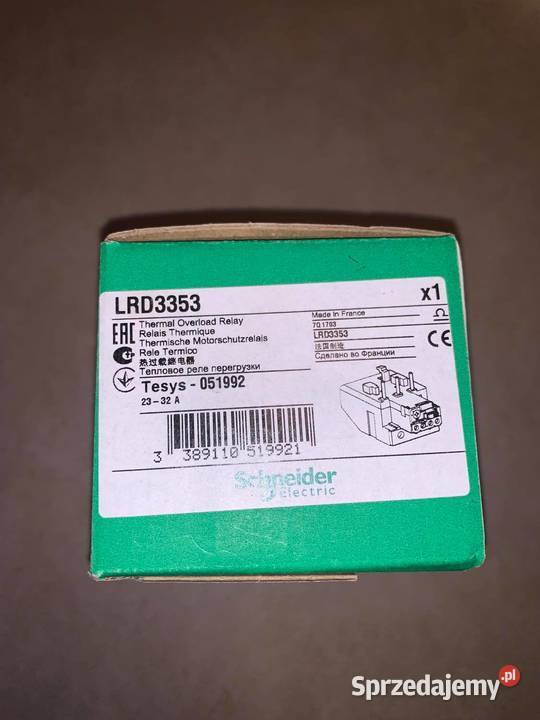 LRD3353
x1
Thermal Overload Relay
Relais Thermique
Thermische Motorschutzrelais
Rele Termico
热过载继电器
Тепловое реле перегрузки
EAC
Made in France
7Q1703
LRD3353
法国制造
Сделано во Франции
CE
Tesys - 051992
23 – 32 A
3 389110 519921
Schneider
Electric
Sprzedajemy.pl